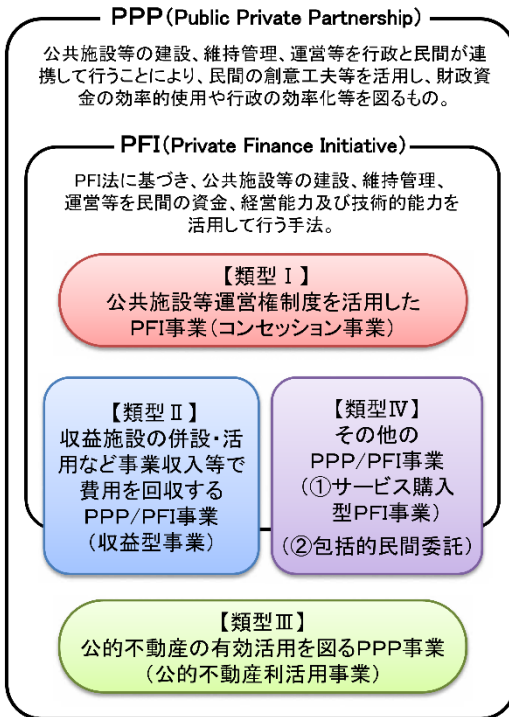 PPP(Public Private Partnership)
公共施設等の建設、維持管理、運営等を行政と民間が連
携して行うことにより、民間の創意工夫等を活用し、財政資
金の効率的使用や行政の効率化等を図るもの。
PFI(Private Finance Initiative)
PFI法に基づき、公共施設等の建設、維持管理、
運営等を民間の資金、経営能力及び技術的能力を
活用して行う手法。
【類型Ⅰ】
公共施設等運営権制度を活用した
PFI事業(コンセッション事業)
【類型Ⅱ】
収益施設の併設・活
用など事業収入等で
費用を回収する
PPP/PFI事業
(収益型事業)
【類型Ⅳ】
その他の
PPP/PFI事業
(①サービス購入
型PFI事業)
(②包括的民間委託)
【類型Ⅲ】
公的不動産の有効活用を図るPPP事業
(公的不動産利活用事業)